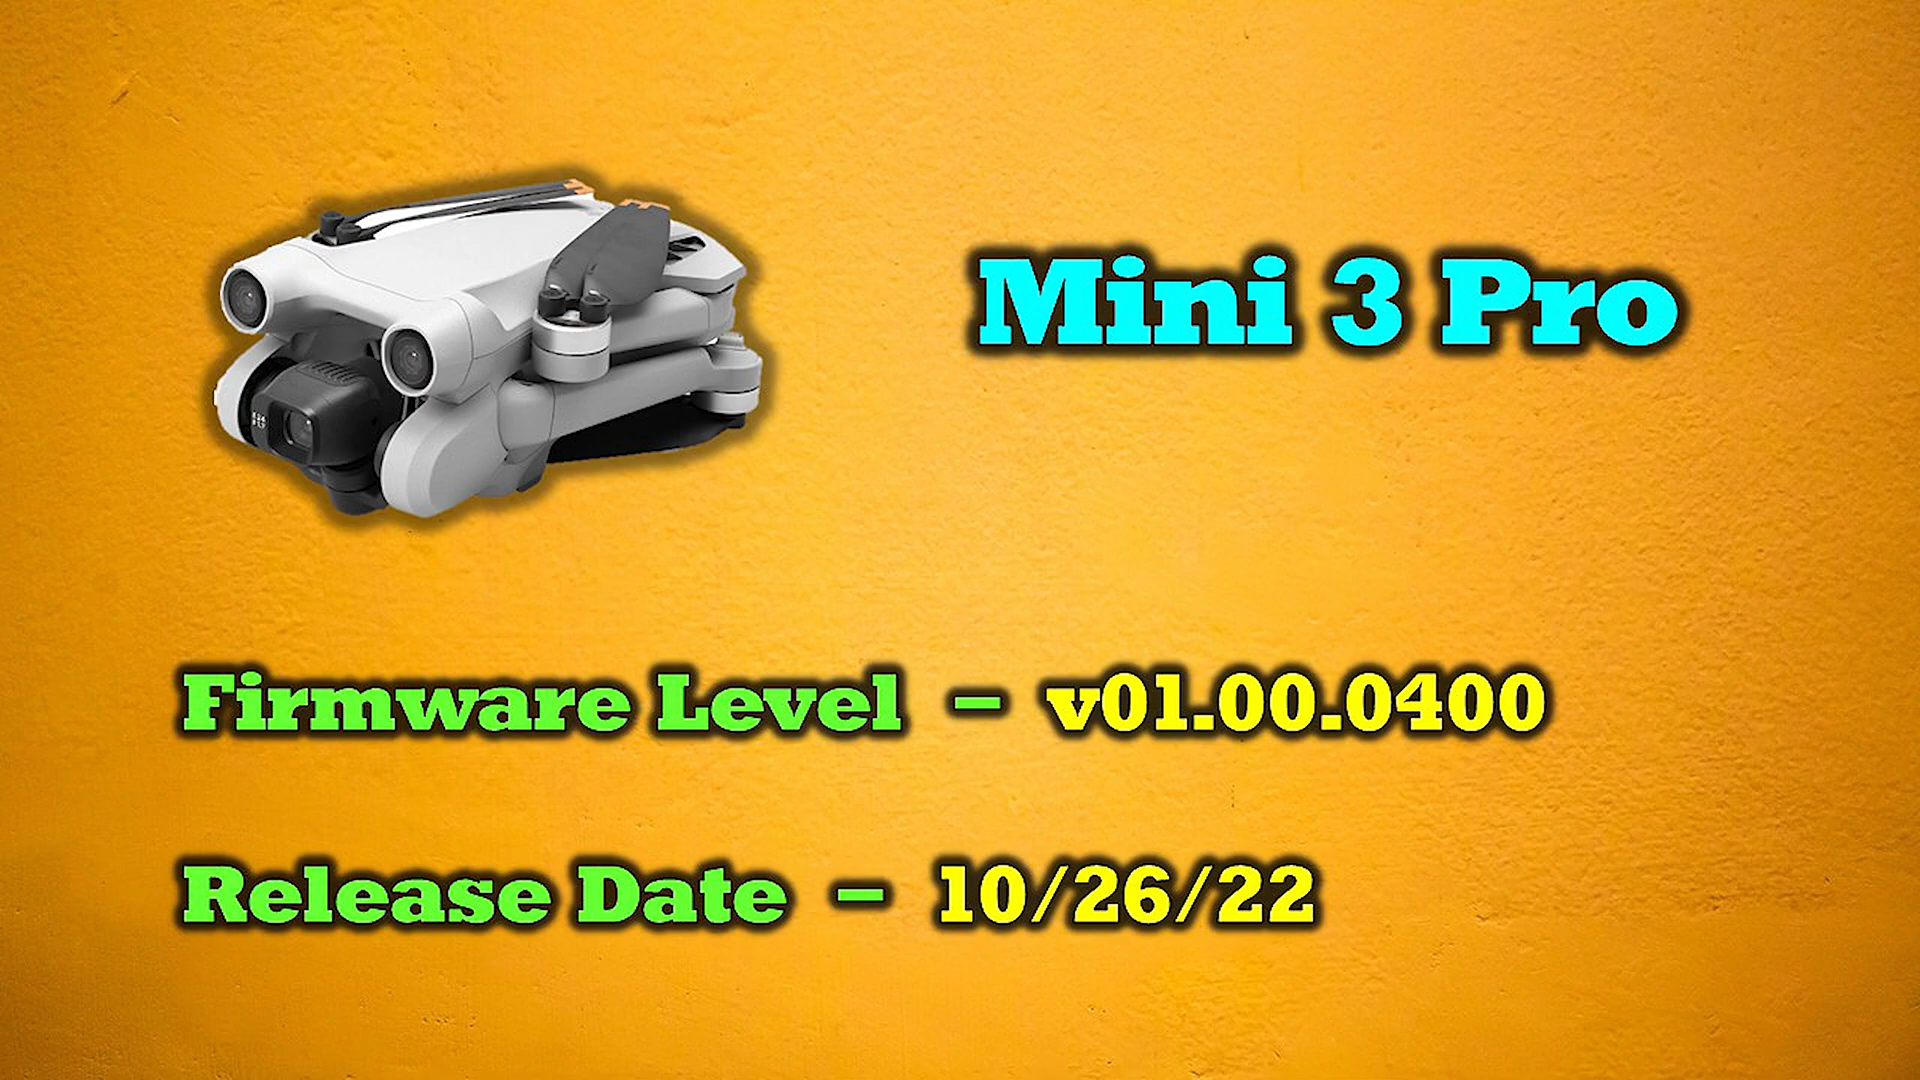 Mini 3 Pro
Firmware Level – v01.00.0400
Release Date – 10/26/22